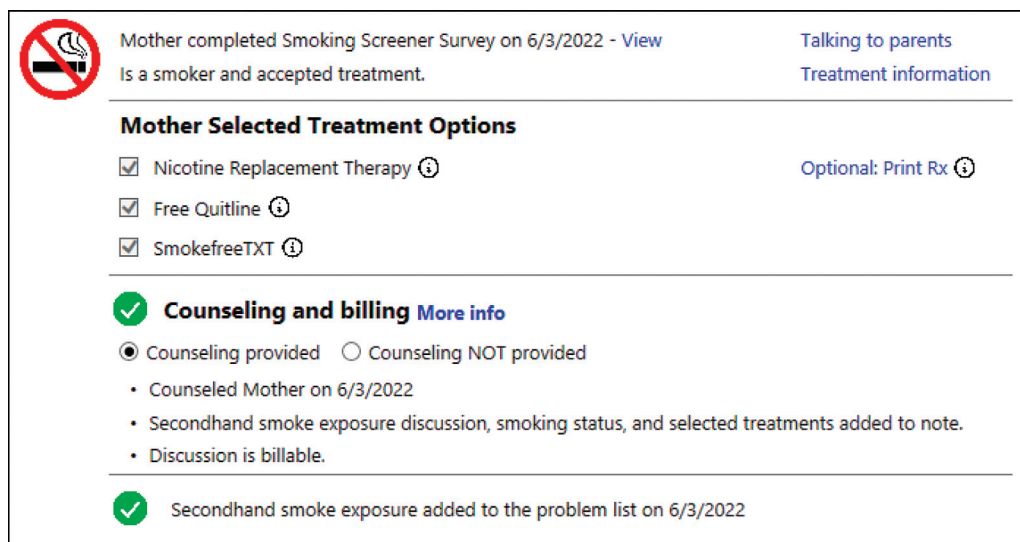 Mother completed Smoking Screener Survey on 6/3/2022 - View
Talking to parents
Is a smoker and accepted treatment.
Treatment information
Mother Selected Treatment Options
Nicotine Replacement Therapy
Optional: Print Rx
Free Quitline
SmokefreeTXT
Counseling and billing More info
Counseling provided Counseling NOT provided
• Counseled Mother on 6/3/2022
• Secondhand smoke exposure discussion, smoking status, and selected treatments added to note.
• Discussion is billable.
Secondhand smoke exposure added to the problem list on 6/3/2022